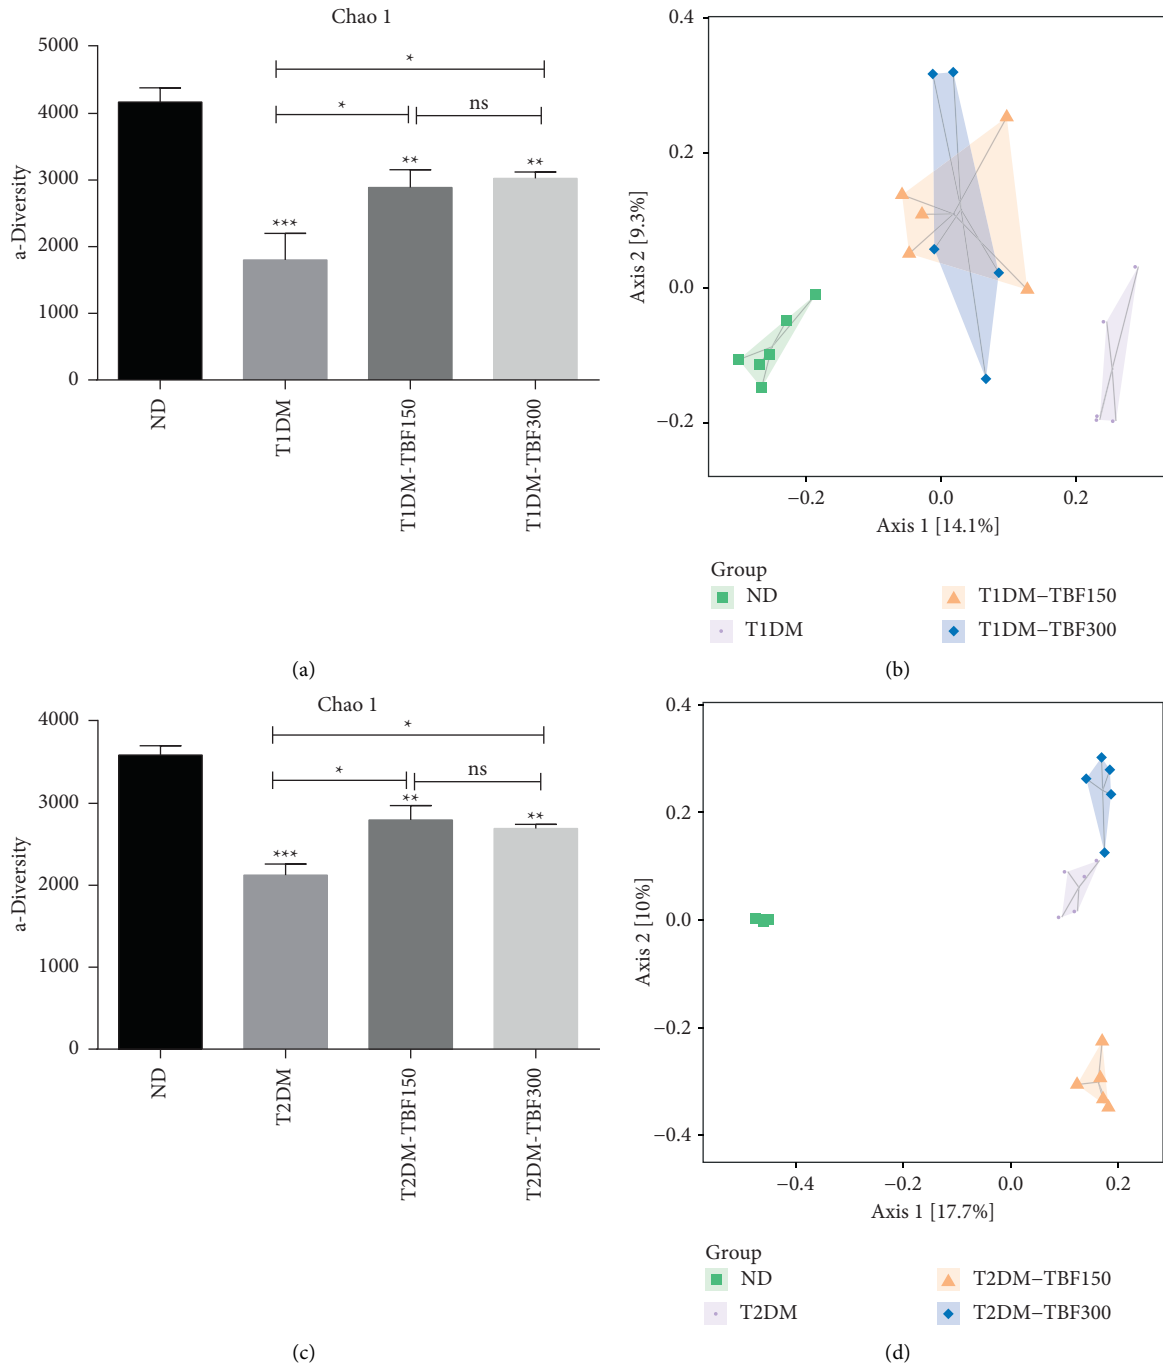 Chao 1
a-Diversity
5000
4000
3000
2000
1000
0
***
**
**
*
*
ns
ND
T1DM
T1DM-TBF150
T1DM-TBF300
(a)
Axis 2 [9.3%]
0.4
0.2
0.0
−0.2
−0.2
0.0
0.2
Axis 1 [14.1%]
Group
ND
T1DM−TBF150
T1DM
T1DM−TBF300
(b)
Chao 1
a-Diversity
4000
3000
2000
1000
0
***
**
**
*
*
ns
ND
T2DM
T2DM-TBF150
T2DM-TBF300
(c)
Axis 2 [10%]
0.4
0.2
0.0
−0.2
−0.4
−0.4
−0.2
0.0
0.2
Axis 1 [17.7%]
Group
ND
T2DM−TBF150
T2DM
T2DM−TBF300
(d)